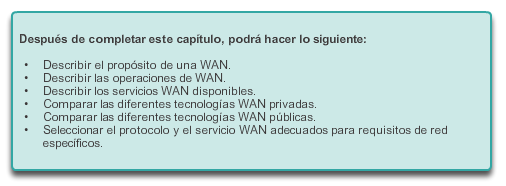 Después de completar este capítulo, podrá hacer lo siguiente:
• Describir el propósito de una WAN.
• Describir las operaciones de WAN.
• Describir los servicios WAN disponibles.
• Comparar las diferentes tecnologías WAN privadas.
• Comparar las diferentes tecnologías WAN públicas.
• Seleccionar el protocolo y el servicio WAN adecuados para requisitos de red
específicos.